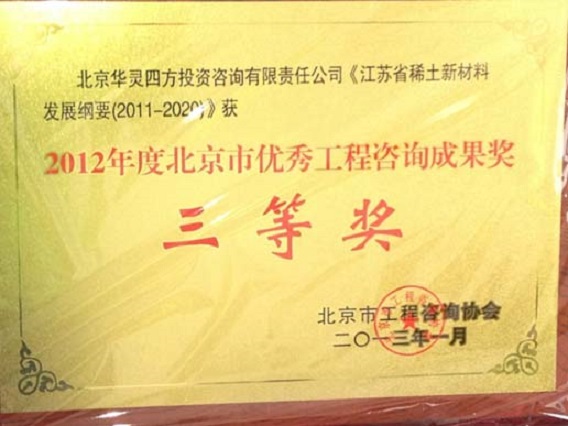 北京华灵四方投资咨询有限责任公司《江苏省稀土新材料
发展纲要(2011-2020)》获
2012年度北京市优秀工程咨询成果奖
三等奖
北京市工程咨询协会
二〇一三年一月